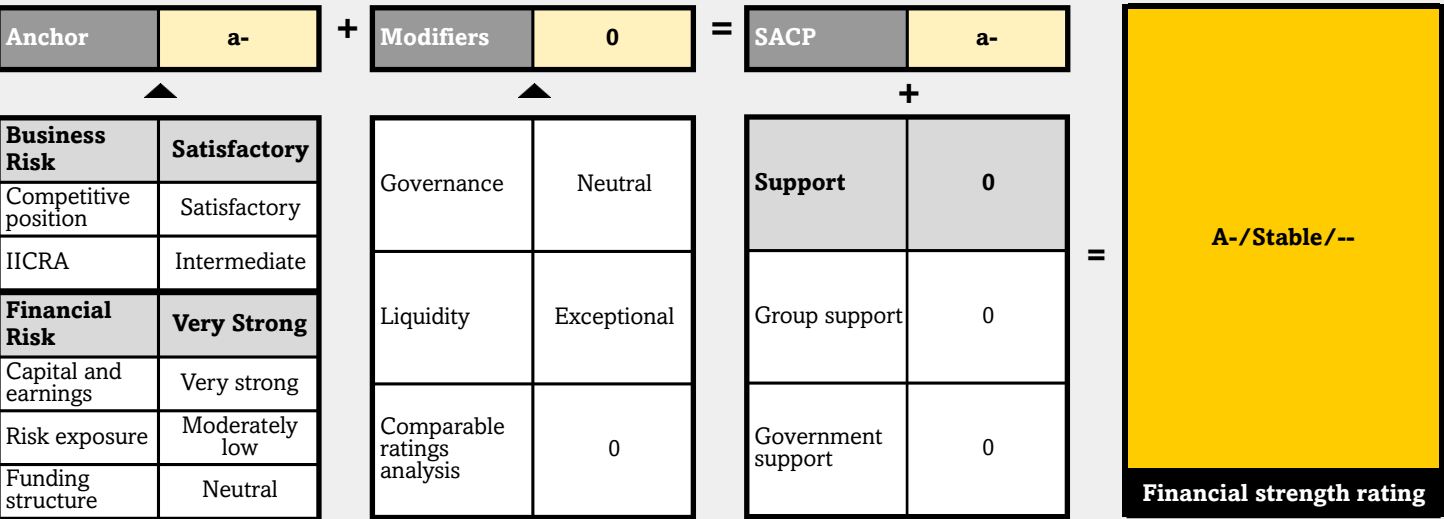 Anchor
a-
+
Modifiers
0
=
SACP
a-
+
Business
Risk
Satisfactory
Competitive
position
Satisfactory
IICRA
Intermediate
Financial
Risk
Very Strong
Capital and
earnings
Very strong
Risk exposure
Moderately
low
Funding
structure
Neutral
Governance
Neutral
Liquidity
Exceptional
Comparable
ratings
analysis
0
Support
0
Group support
0
Government
support
0
=
A-/Stable/--
Financial strength rating